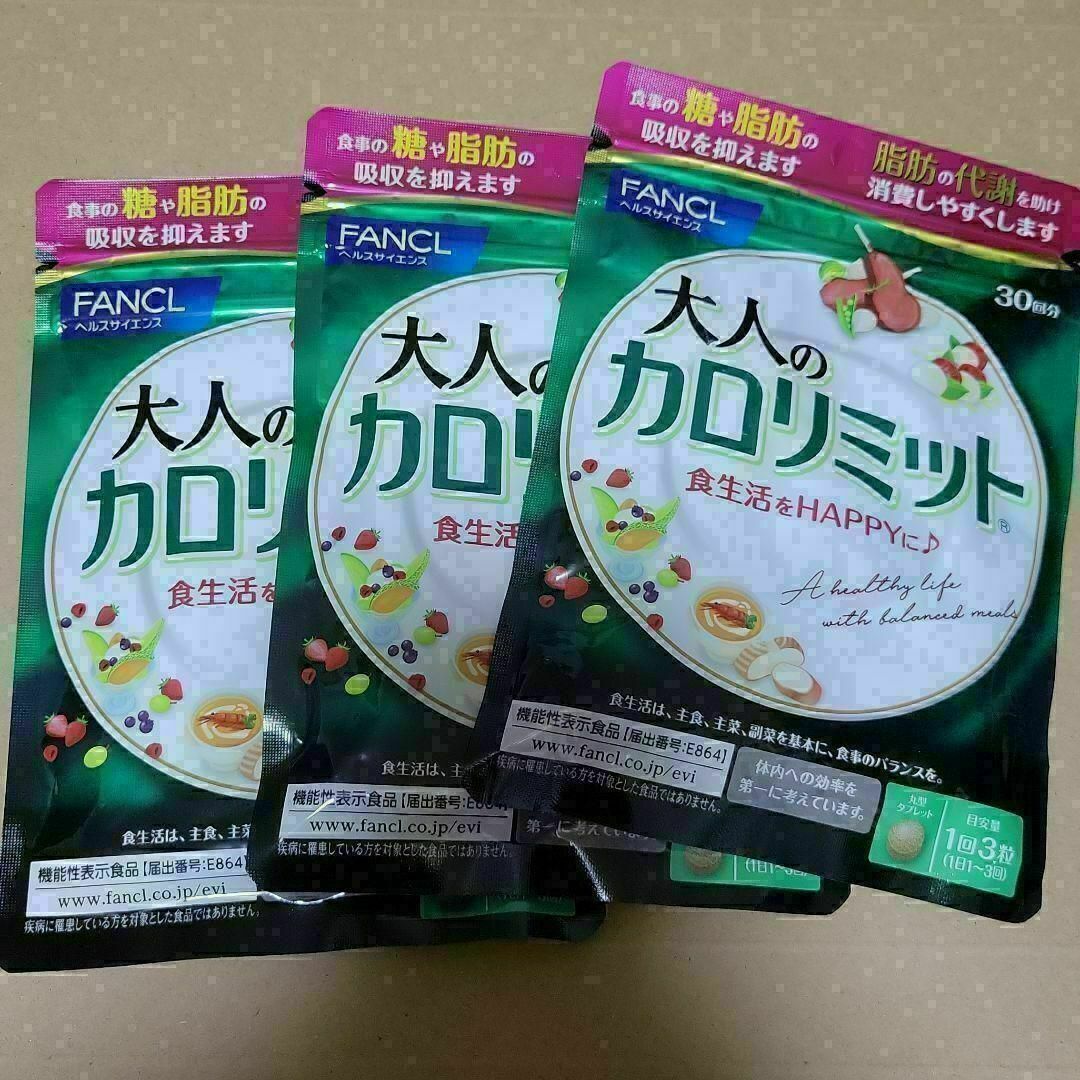 食事の糖や脂肪の
吸収を抑えます
FANCL
ヘルスサイエンス
大人の
カロリ
食生活を
食生活は、主食、主菜
機能性表示食品【届出番号:E864】
www.fancl.co.jp/evi
疾病に罹患している方を対象とした食品ではありません。
食事の糖や脂肪の
吸収を抑えます
FANCL
ヘルスサイエンス
大人の
カロリ
食生活
食生活は、主
機能性表示食品【届出番号:E864】
www.fancl.co.jp/evi
疾病に罹患している方を対象とした食品ではありません。
第一に考えています
(1日1〜3回)
食事の糖や脂肪の
吸収を抑えます
脂肪の代謝を助け
消費しやすくします
FANCL
ヘルスサイエンス
30回分
大人の
カロリミット®
食生活をHAPPYに♪
A healthy life
with balanced meals
食生活は、主食、主菜、副菜を基本に、食事のバランスを。
機能性表示食品【届出番号:E864】
www.fancl.co.jp/evi
疾病に罹患している方を対象とした食品ではありません。
体内への効率を
第一に考えています。
丸型
タブレット
目安量
1回3粒
(1日1〜3回)